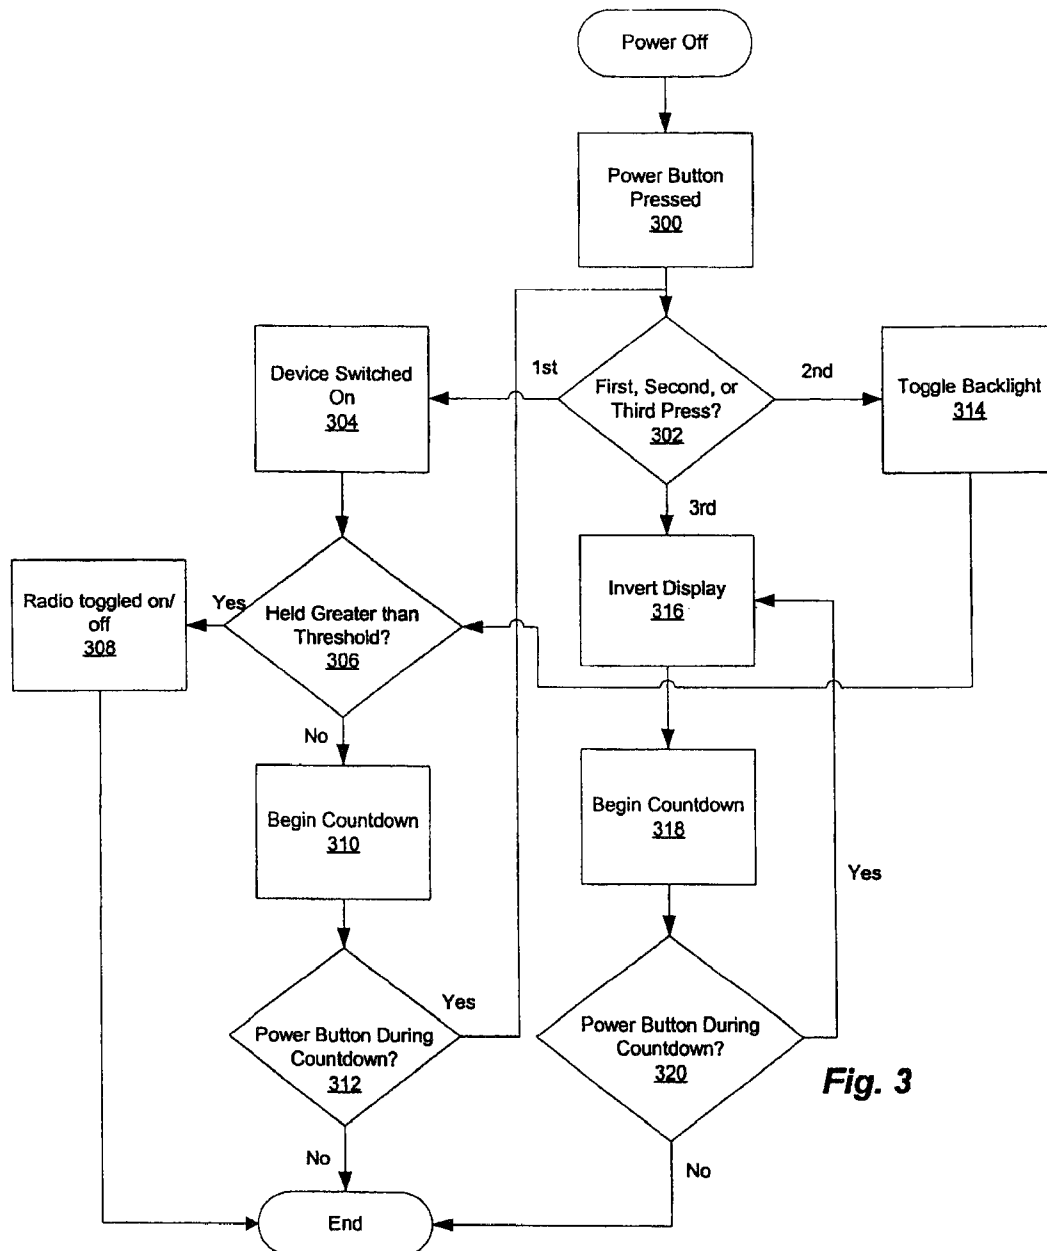 Power Off
Power Button
Pressed
300
Device Switched
On
304
1st
First, Second, or
Third Press?
302
2nd
Toggle Backlight
314
3rd
Radio toggled on/
off
308
Yes
Held Greater than
Threshold?
306
Invert Display
316
No
Begin Countdown
310
Begin Countdown
318
Yes
Power Button During
Countdown?
312
Yes
Power Button During
Countdown?
320
Fig. 3
No
No
End